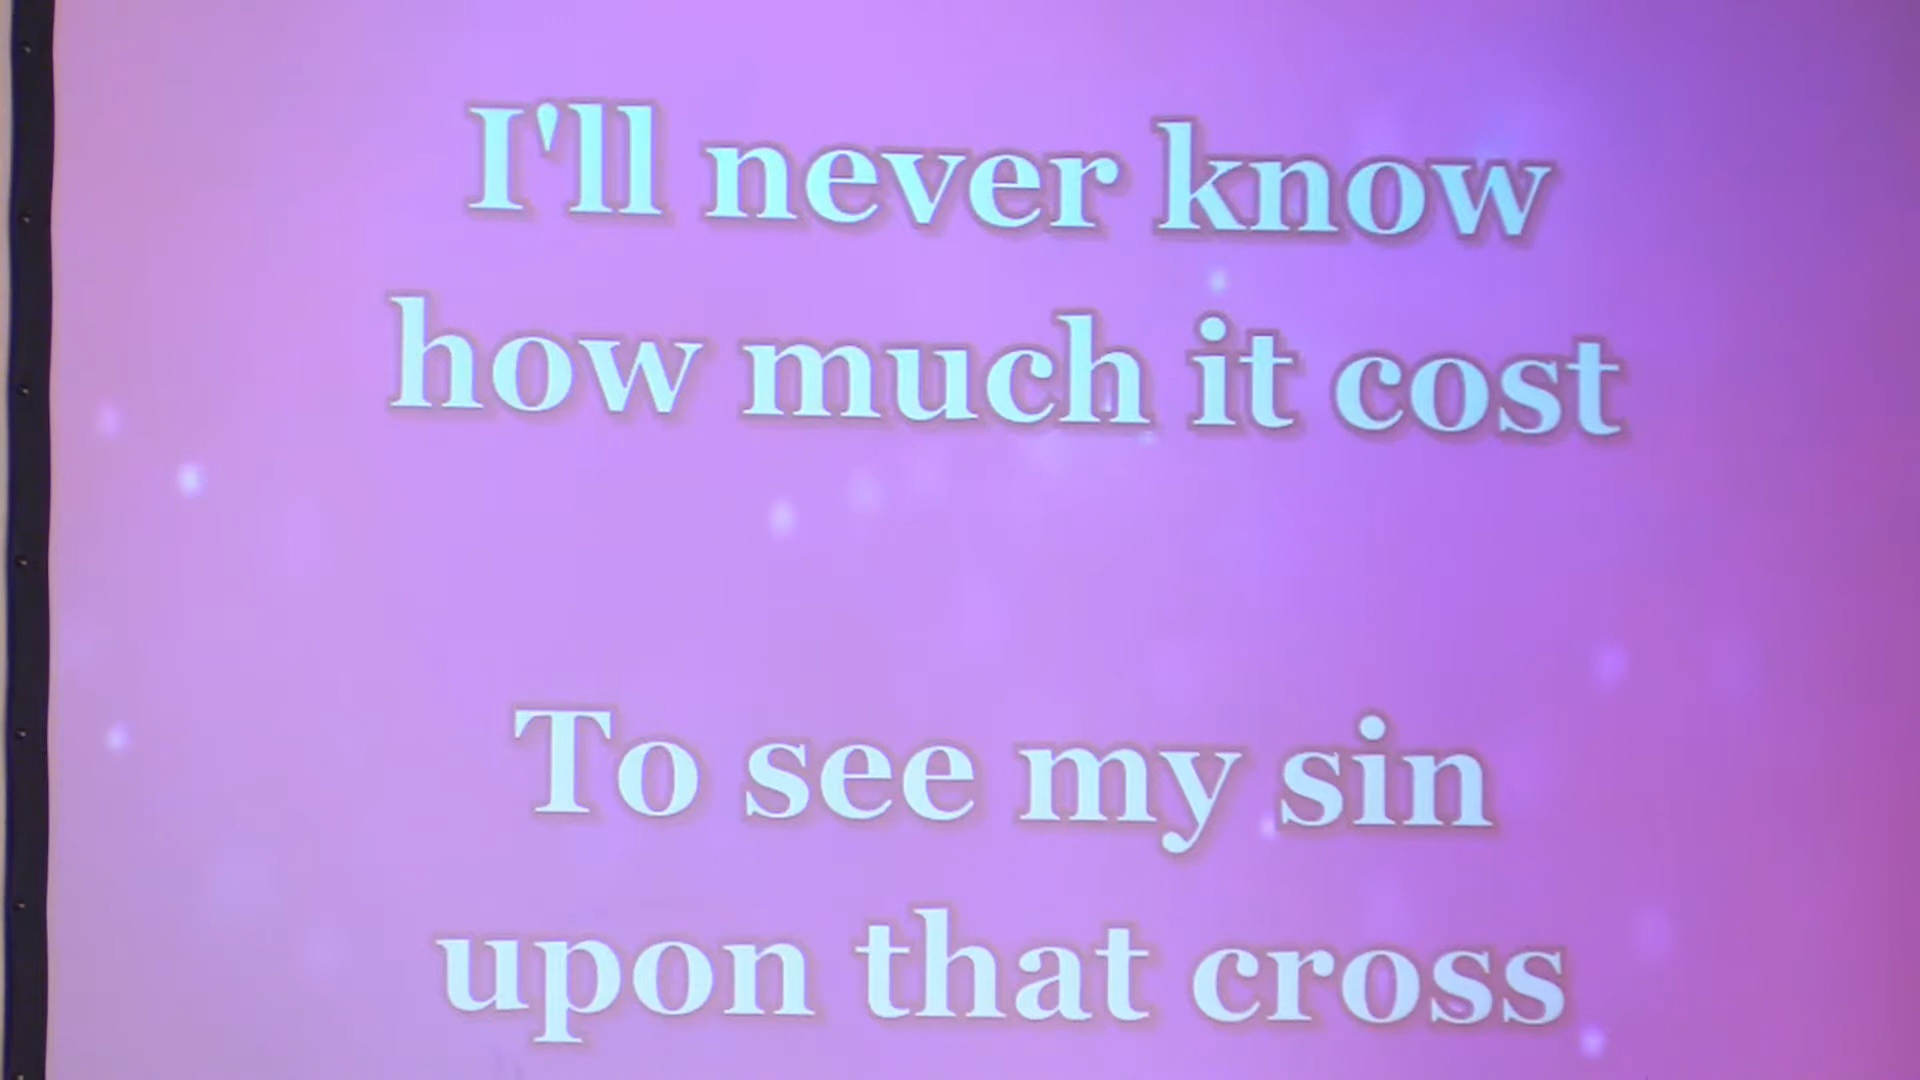 I'll never know
how much it cost
To see my sin
upon that cross